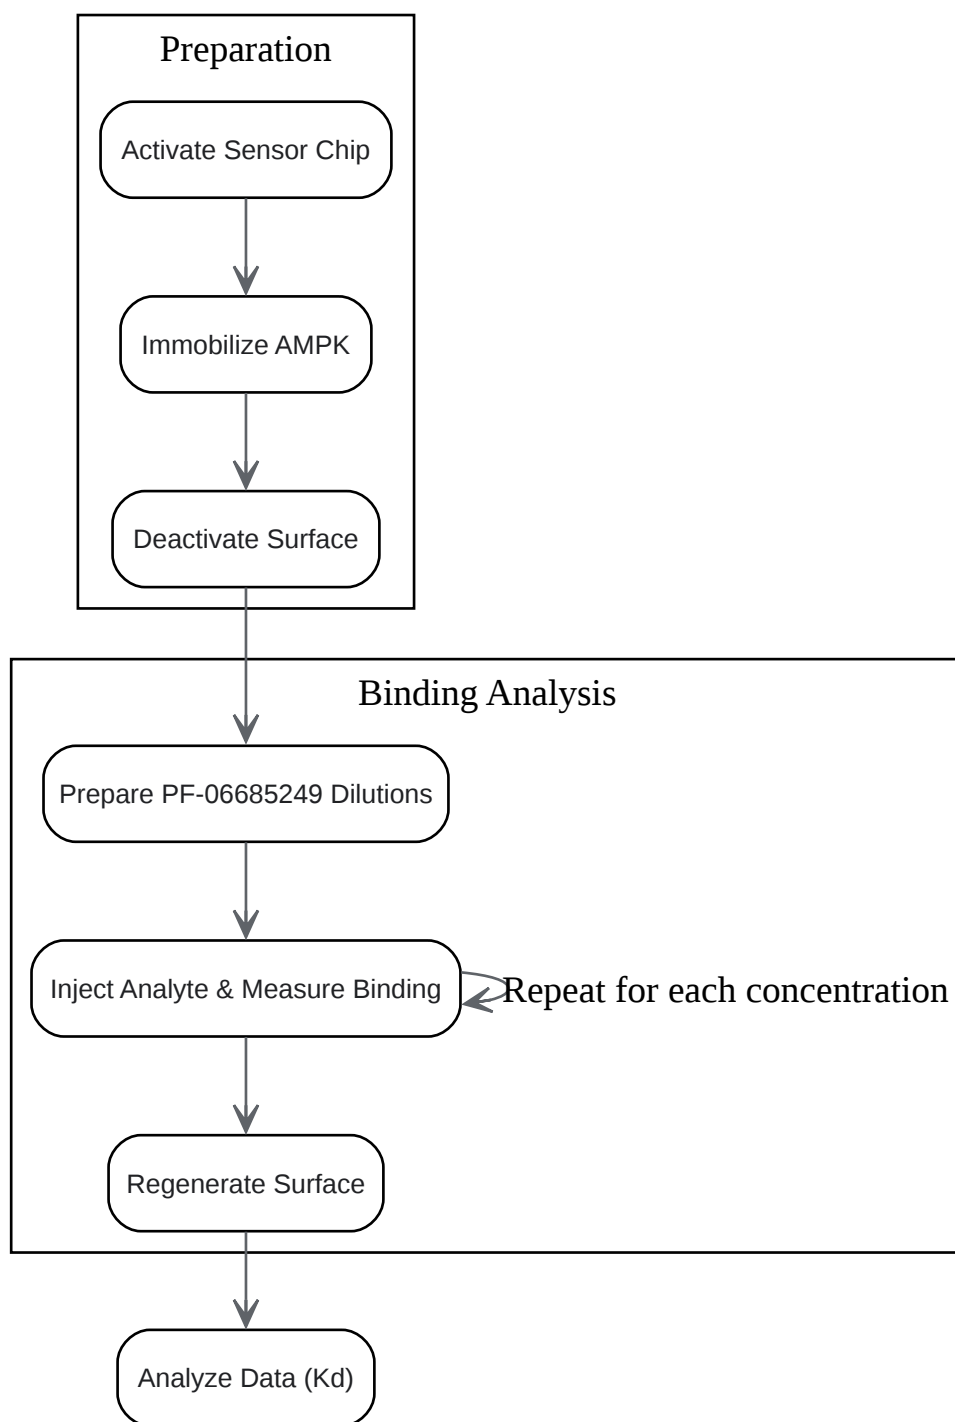 Preparation
Activate Sensor Chip
Immobilize AMPK
Deactivate Surface
Binding Analysis
Prepare PF-06685249 Dilutions
Inject Analyte & Measure Binding
Repeat for each concentration
Regenerate Surface
Analyze Data (Kd)